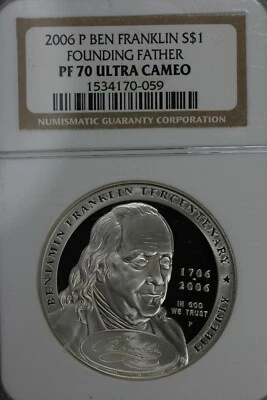 2006 P BEN FRANKLIN S$1
FOUNDING FATHER
PF 70 ULTRA CAMEO
1534170-059
NUMISMATIC GUARANTY CORPORATION
BENJAMIN FRANKLIN TERCENTENARY
1706
2006
IN GOD
WE TRUST
P
LIBERTY
B Franklin